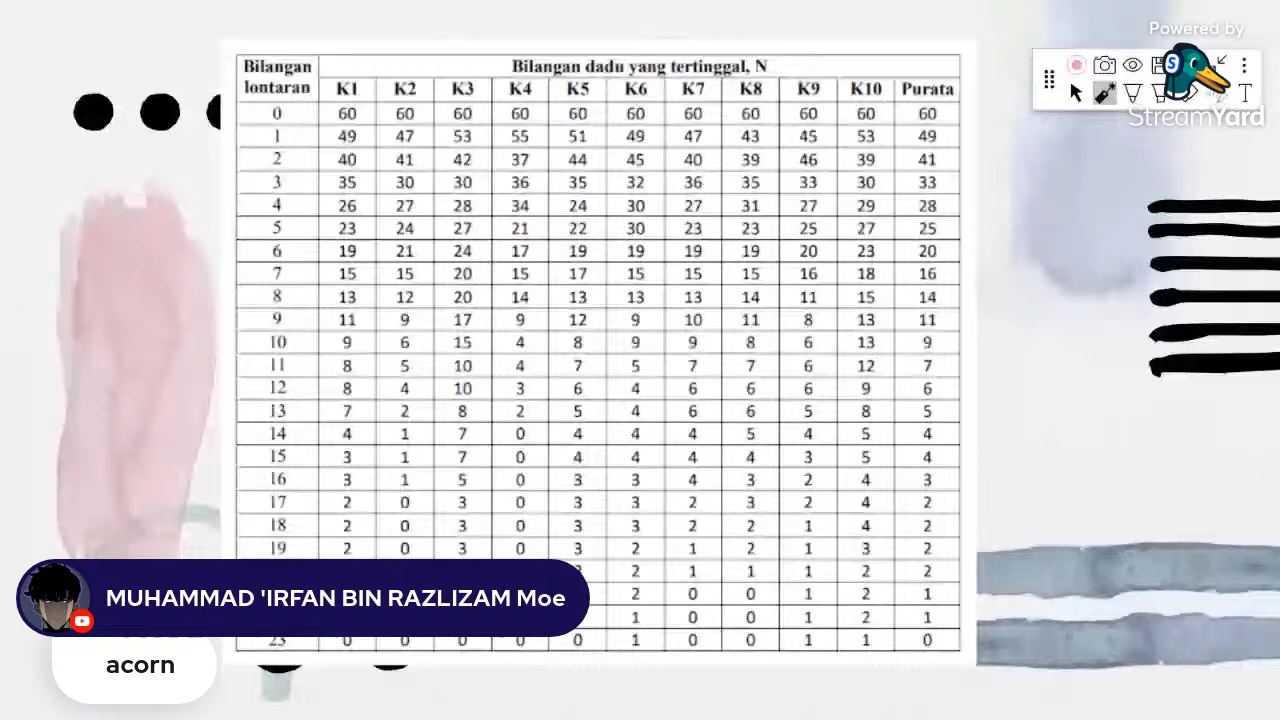 Powered by
StreamYard
Bilangan lontaran Bilangan dadu yang tertinggal, N
K1 K2 K3 K4 K5 K6 K7 K8 K9 K10 Purata
0 60 60 60 60 60 60 60 60 60 60 60
1 49 47 53 55 51 49 47 43 45 53 49
2 40 41 42 37 44 45 40 39 46 39 41
3 35 30 30 36 35 32 36 35 33 30 33
4 26 27 28 34 24 30 27 31 27 29 28
5 23 24 27 21 22 30 23 23 25 27 25
6 19 21 24 17 19 19 19 19 20 23 20
7 15 15 20 15 17 15 15 15 16 18 16
8 13 12 20 14 13 13 13 14 11 15 14
9 11 9 17 9 12 9 10 11 8 13 11
10 9 6 15 4 8 9 9 8 6 13 9
11 8 5 10 4 7 5 7 7 6 12 7
12 8 4 10 3 6 4 6 6 6 9 6
13 7 2 8 2 5 4 6 6 5 8 5
14 4 1 7 0 4 4 4 5 4 5 4
15 3 1 7 0 4 4 4 4 3 5 4
16 3 1 5 0 3 3 4 3 2 4 3
17 2 0 3 0 3 3 2 3 2 4 2
18 2 0 3 0 3 3 2 2 1 4 2
19 2 0 3 0 3 2 1 2 1 3 2
2 1 1 1 2 2
2 0 0 1 2 1
1 0 0 1 2 1
23 0 0 0 0 0 1 0 0 1 1 0
MUHAMMAD 'IRFAN BIN RAZLIZAM Moe
acorn